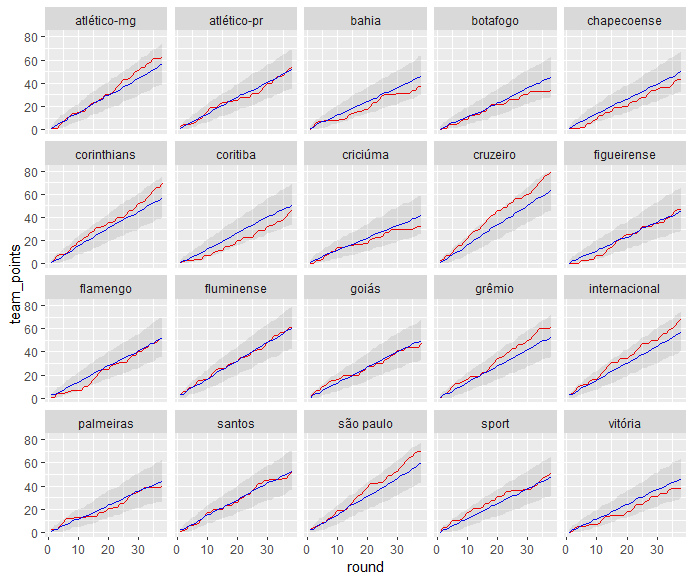 atlético-mg atlético-pr bahia botafogo chapecoense
80
60
40
20
0
corinthians coritiba criciúma cruzeiro figueirense
80
60
40
20
0
flamengo fluminense goiás grêmio internacional
80
60
40
20
0
palmeiras santos são paulo sport vitória
80
60
40
20
0
0 10 20 30 0 10 20 30 0 10 20 30 0 10 20 30 0 10 20 30
round
team_points